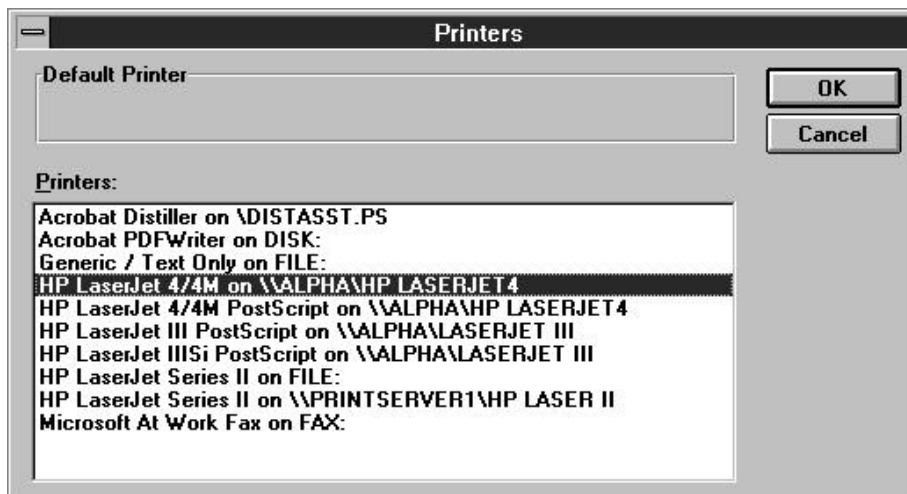 Printers
Default Printer
OK
Cancel
Printers:
Acrobat Distiller on \DISTASST.PS
Acrobat PDFWriter on DISK:
Generic / Text Only on FILE:
HP LaserJet 4/4M on \\ALPHA\HP LASERJET4
HP LaserJet 4/4M PostScript on \\ALPHA\HP LASERJET4
HP LaserJet III PostScript on \\ALPHA\LASERJET III
HP LaserJet IIISi PostScript on \\ALPHA\LASERJET III
HP LaserJet Series II on FILE:
HP LaserJet Series II on \\PRINTSERVER1\HP LASER II
Microsoft At Work Fax on FAX: